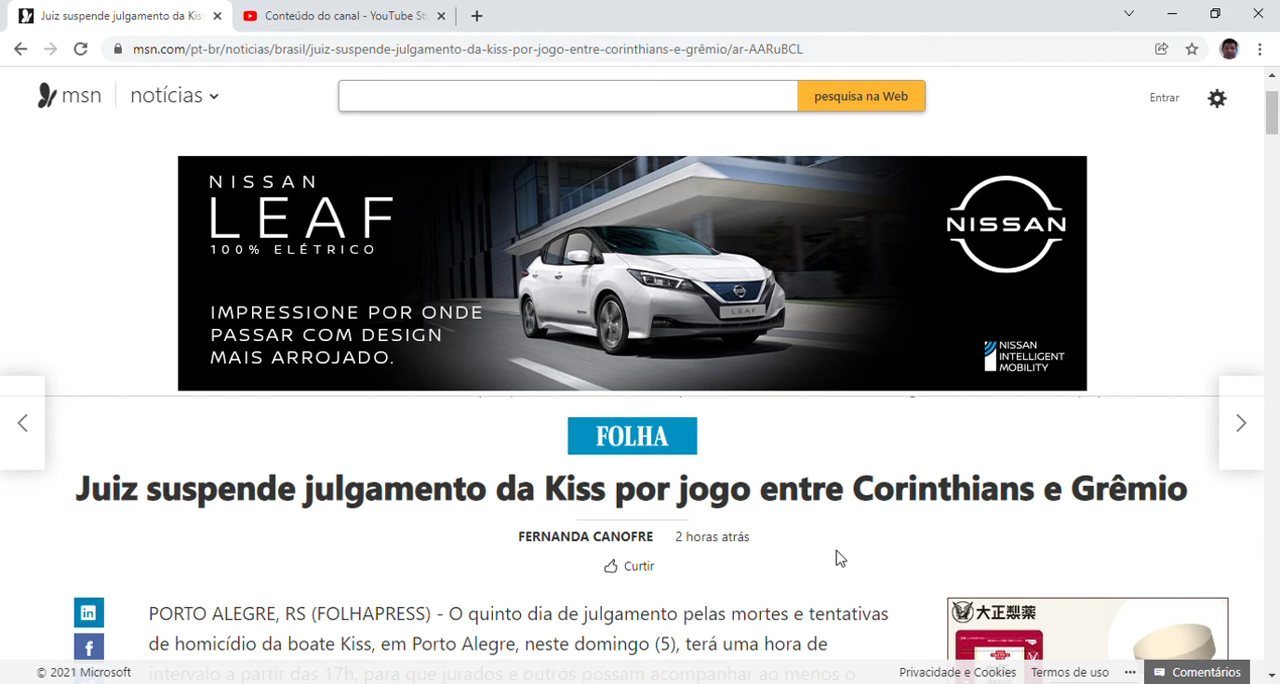 Juiz suspende julgamento da Kis
Conteúdo do canal - YouTube St
msn.com/pt-br/noticias/brasil/juiz-suspende-julgamento-da-kiss-por-jogo-entre-corinthians-e-grêmio/ar-AARuBCL
msn
notícias
pesquisa na Web
Entrar
NISSAN
LEAF
100% ELÉTRICO
IMPRESSIONE POR ONDE
PASSAR COM DESIGN
MAIS ARROJADO.
NISSAN
LEAF
NISSAN
INTELLIGENT
MOBILITY
FOLHA
Juiz suspende julgamento da Kiss por jogo entre Corinthians e Grêmio
FERNANDA CANOFRE 2 horas atrás
Curtir
PORTO ALEGRE, RS (FOLHAPRESS) - O quinto dia de julgamento pelas mortes e tentativas
de homicídio da boate Kiss, em Porto Alegre, neste domingo (5), terá uma hora de
intervalo a partir das 17h, para que jurados e outros possam acompanhar ao menos o
大正製薬
© 2021 Microsoft
Privacidade e Cookies
Termos de uso
Comentários